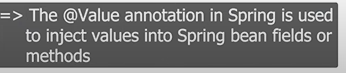 => The @Value annotation in Spring is used
to inject values into Spring bean fields or
methods